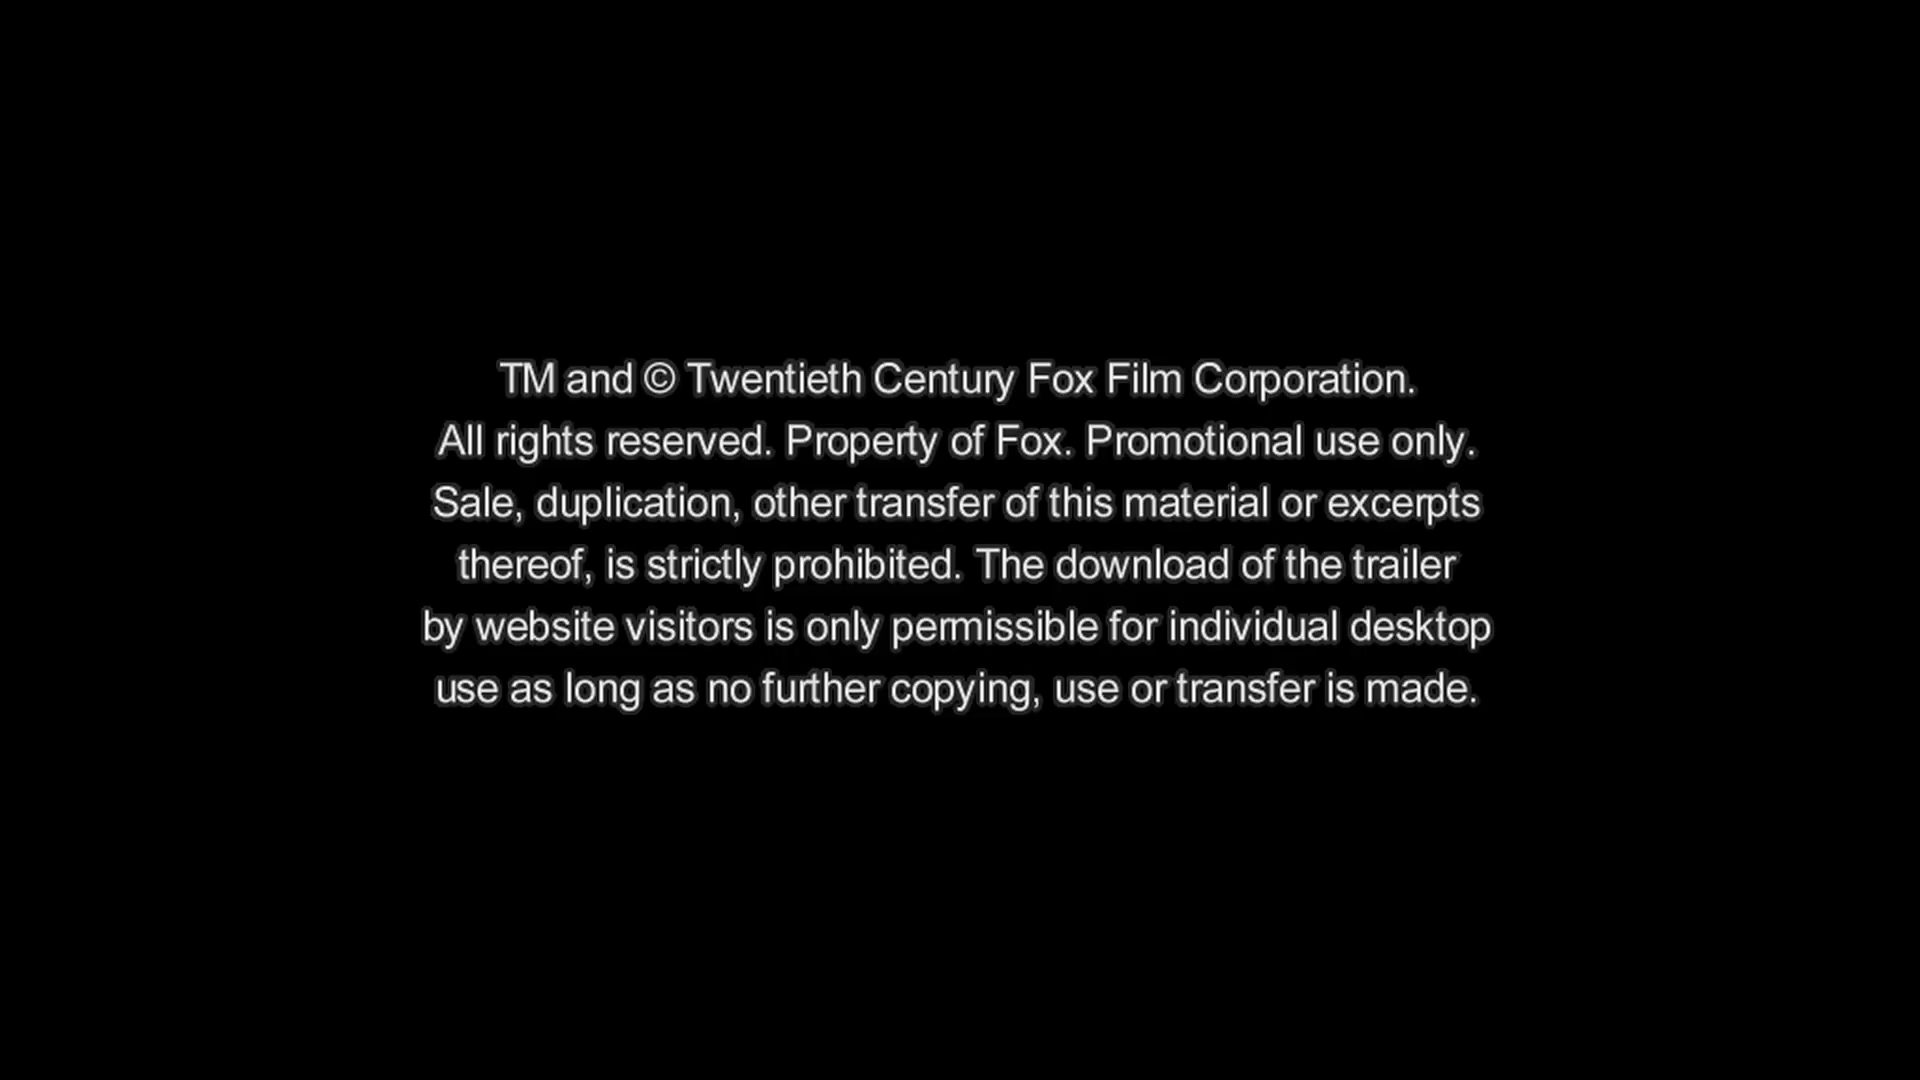 TM and © Twentieth Century Fox Film Corporation.
All rights reserved. Property of Fox. Promotional use only.
Sale, duplication, other transfer of this material or excerpts
thereof, is strictly prohibited. The download of the trailer
by website visitors is only permissible for individual desktop
use as long as no further copying, use or transfer is made.